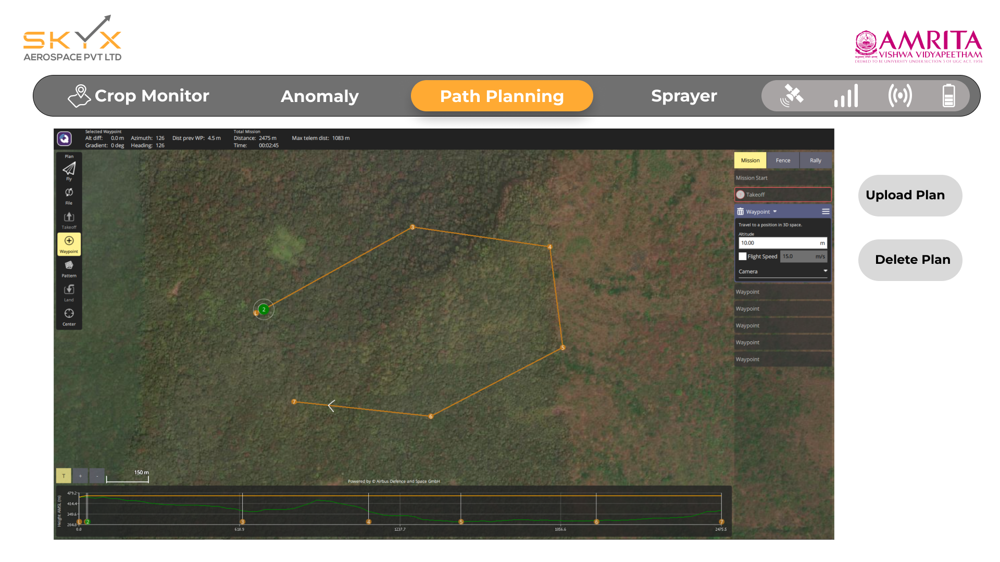 SKYX
AEROSPACE PVT LTD
AMRITA
VISHWA VIDYAPEETHAM
DEEMED TO BE UNIVERSITY UNDER SECTION 3 OF UGC ACT, 1956
Crop Monitor
Anomaly
Path Planning
Sprayer
Selected Waypoint
Alt diff: 0.0 m Azimuth: 126 Dist prev WP: 4.5 m
Gradient: 0 deg Heading: 126
Total Mission
Distance: 2475 m Max telem dist: 1083 m
Time: 00:02:45
Plan
Fly
File
Takeoff
Waypoint
Pattern
Land
Center
3
4
L
2
5
7
6
Mission Fence Rally
Mission Start
Takeoff
Waypoint
Travel to a position in 3D space.
Altitude
10.00 m
Flight Speed 15.0 m/s
Camera
Waypoint
Waypoint
Waypoint
Waypoint
Waypoint
Upload Plan
Delete Plan
T + -
150 m
Powered by © Airbus Defence and Space GmbH
Height AMSL (m)
479.2
414.4
349.6
284.8
L 2 3 4 5 6 7
0.0 618.9 1237.7 1856.6 2475.5